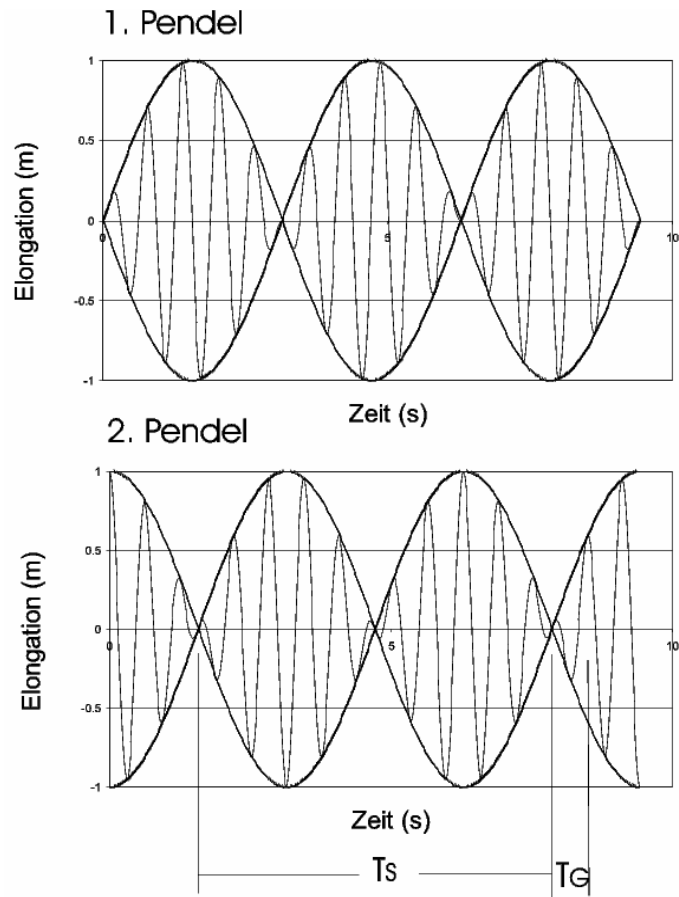 1. Pendel
1
0.5
0
-0.5
-1
0
5
10
Elongation (m)
Zeit (s)
2. Pendel
1
0.5
0
-0.5
-1
0
5
10
Elongation (m)
Zeit (s)
Ts
TG